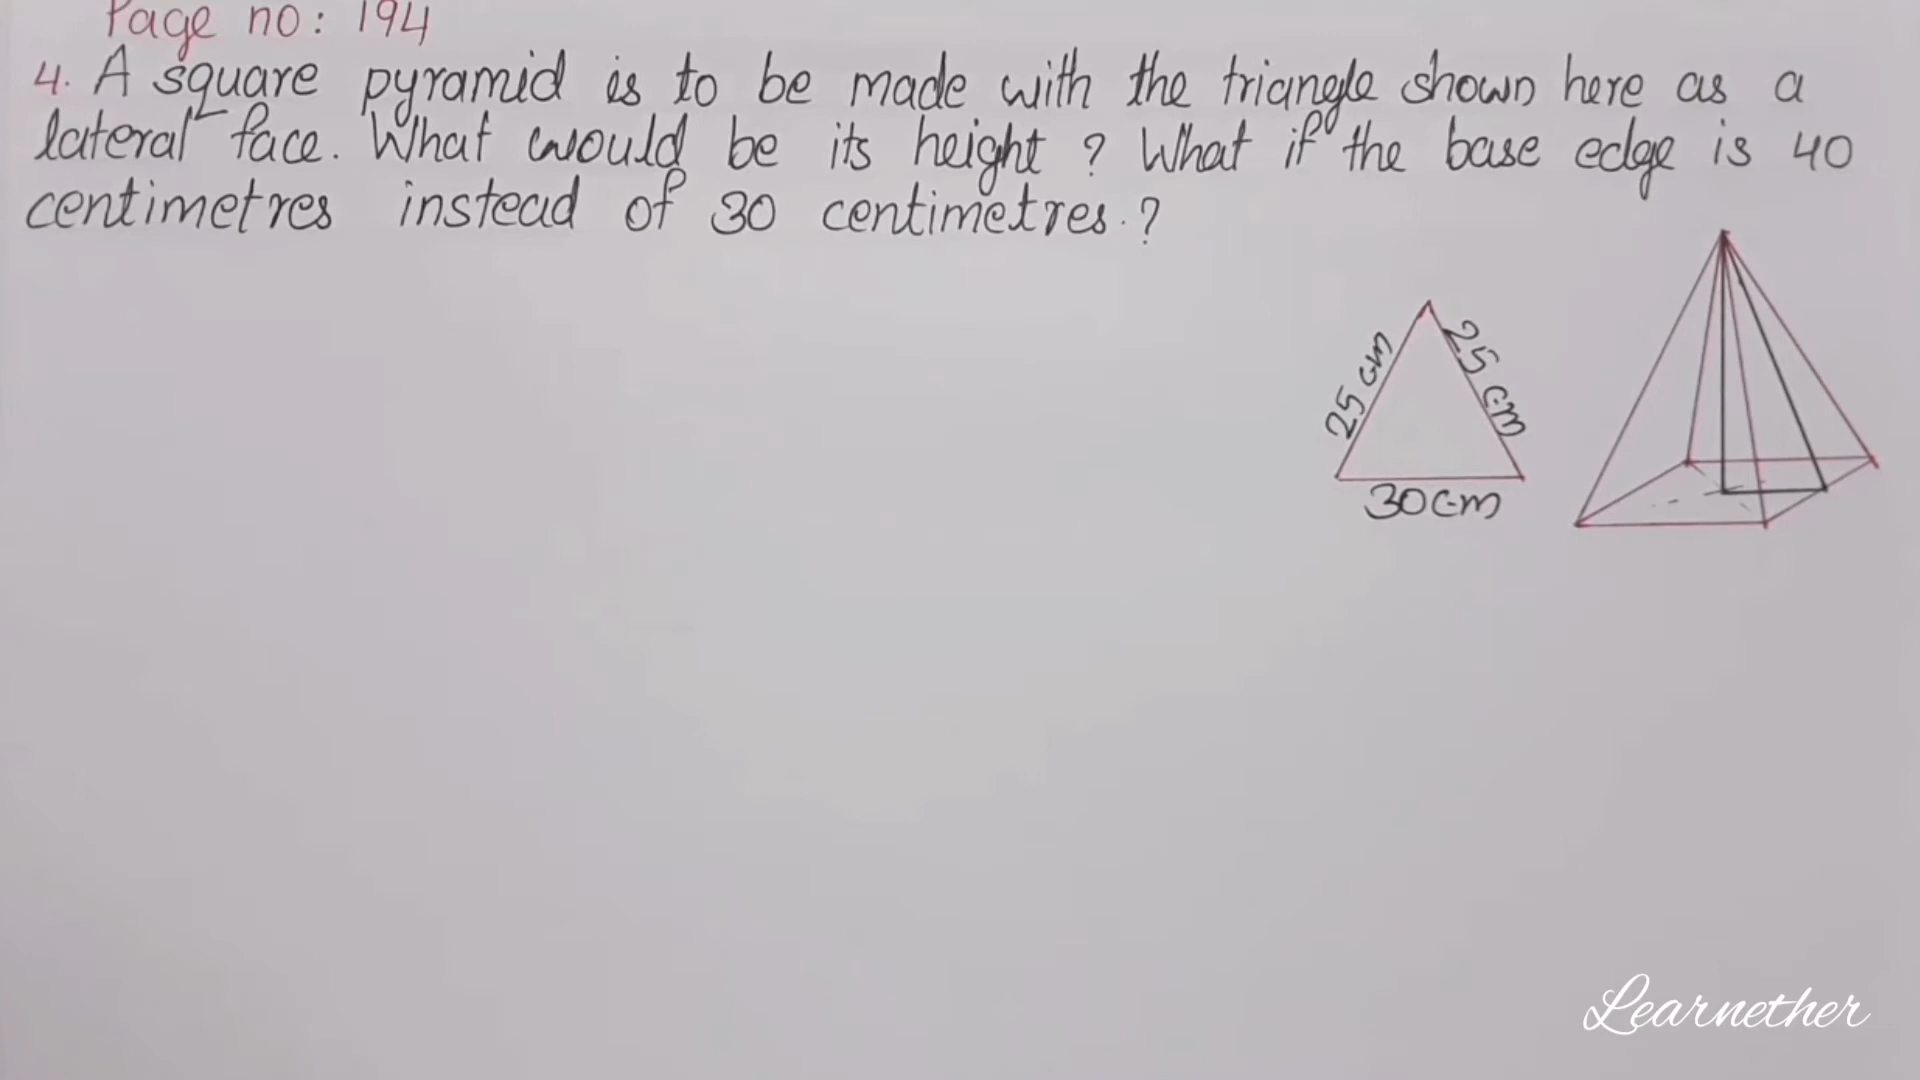 Page no: 194
4. A square pyramid is to be made with the triangle shown here as a
lateral face. What would be its height ? What if the base edge is 40
centimetres instead of 30 centimetres.?
25 cm
25 cm
30cm
Learnether